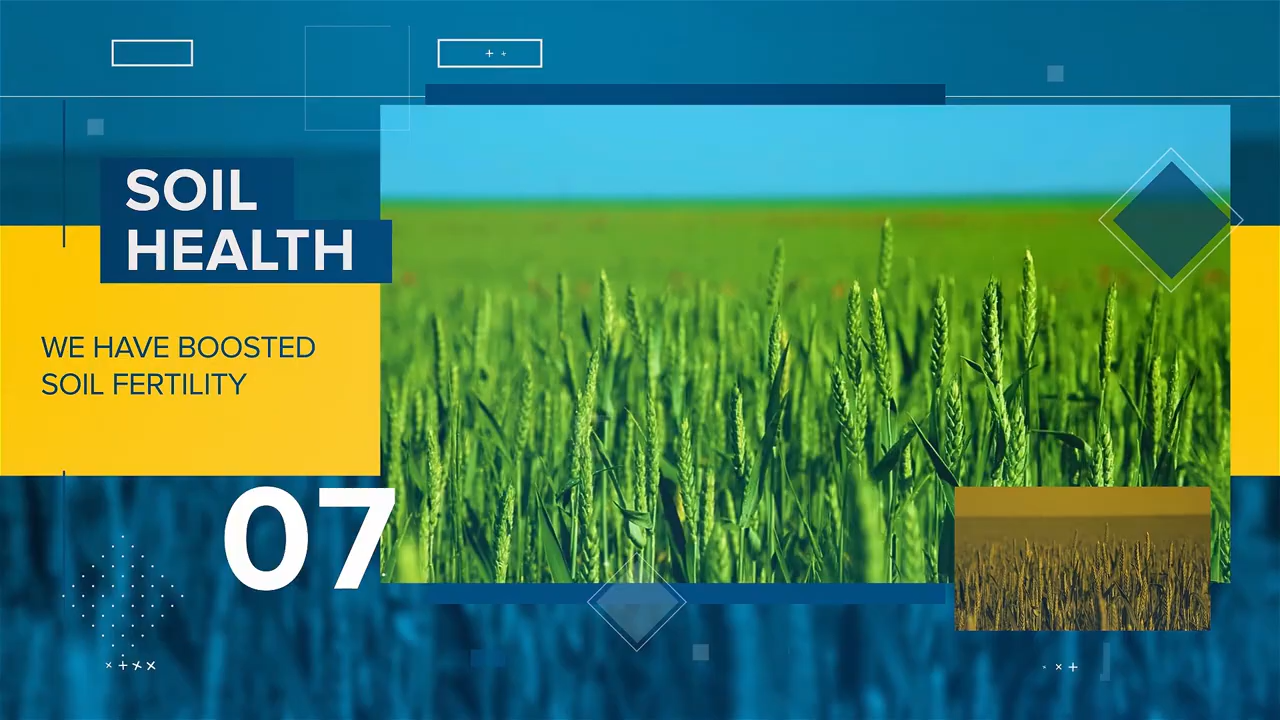 SOIL
HEALTH
WE HAVE BOOSTED
SOIL FERTILITY
07